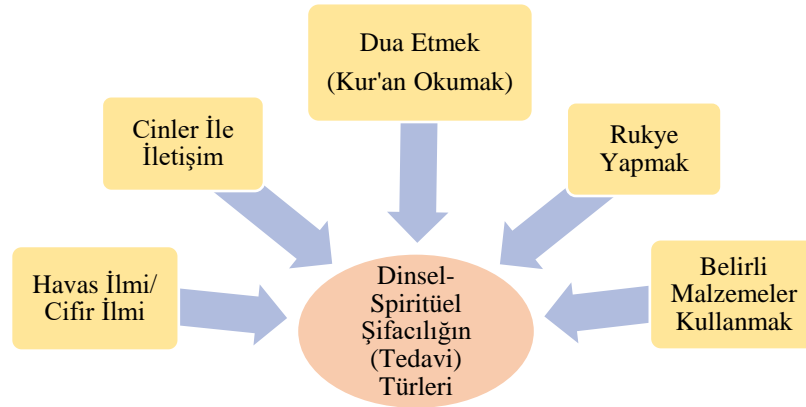 Dua Etmek
(Kur'an Okumak)
Cinler İle
İletişim
Rukye
Yapmak
Havas İlmi/
Cifir İlmi
Belirli
Malzemeler
Kullanmak
Dinsel-
Spiritüel
Şifacılığın
(Tedavi)
Türleri